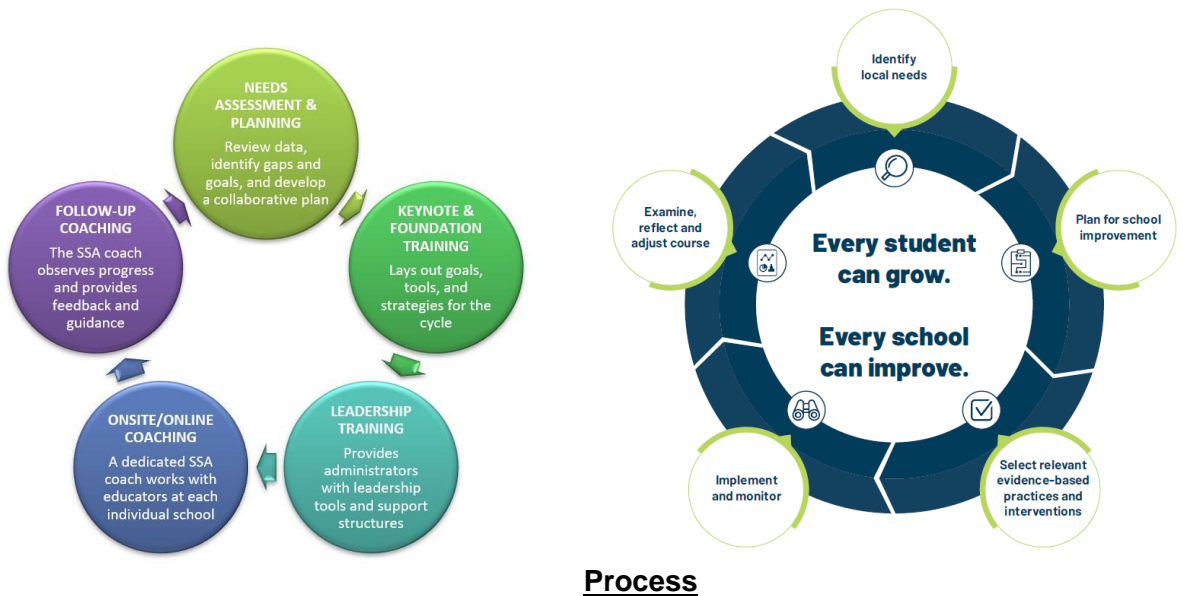 NEEDS
ASSESSMENT &
PLANNING
Review data,
identify gaps and
goals, and develop
a collaborative plan
KEYNOTE &
FOUNDATION
TRAINING
Lays out goals,
tools, and
strategies for the
cycle
LEADERSHIP
TRAINING
Provides
administrators
with leadership
tools and support
structures
ONSITE/ONLINE
COACHING
A dedicated SSA
coach works with
educators at each
individual school
FOLLOW-UP
COACHING
The SSA coach
observes progress
and provides
feedback and
guidance
Identify
local needs
Plan for school
improvement
Select relevant
evidence-based
practices and
interventions
Implement
and monitor
Examine,
reflect and
adjust course
Every student
can grow.
Every school
can improve.
Process